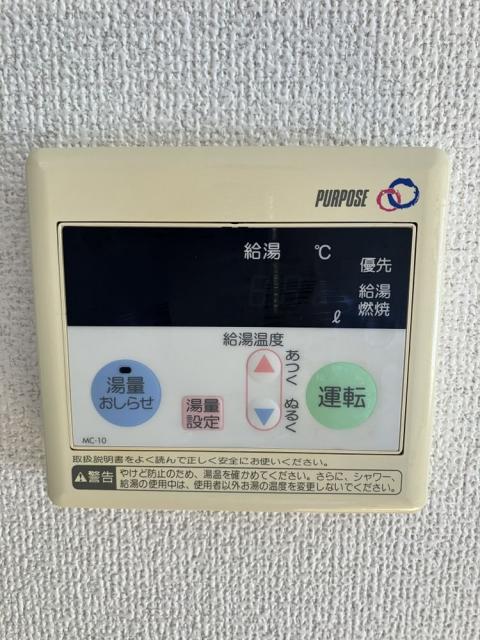 PURPOSE
給湯 ℃
優先
給湯
燃焼
ℓ
給湯温度
あつく
ぬるく
湯量
おしらせ
湯量
設定
運転
MC-10
取扱説明書をよく読んで正しく安全にお使いください。
警告
やけど防止のため、湯温を確かめてください。さらに、シャワー、
給湯の使用中は、使用者以外お湯の温度を変更しないでください。